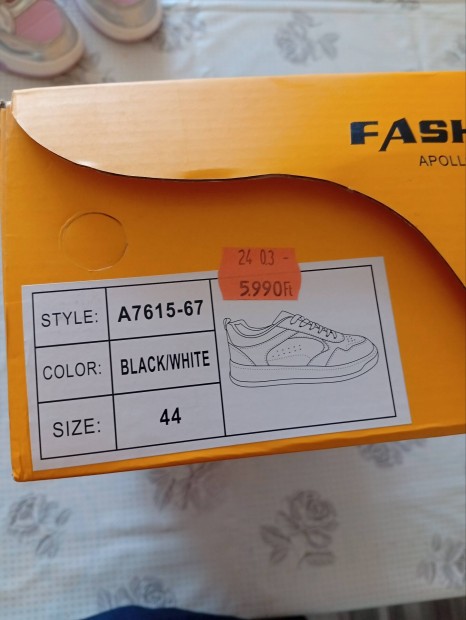 FASH
APOLL
24 03 -
5.990Ft
STYLE: A7615-67
COLOR: BLACK/WHITE
SIZE: 44